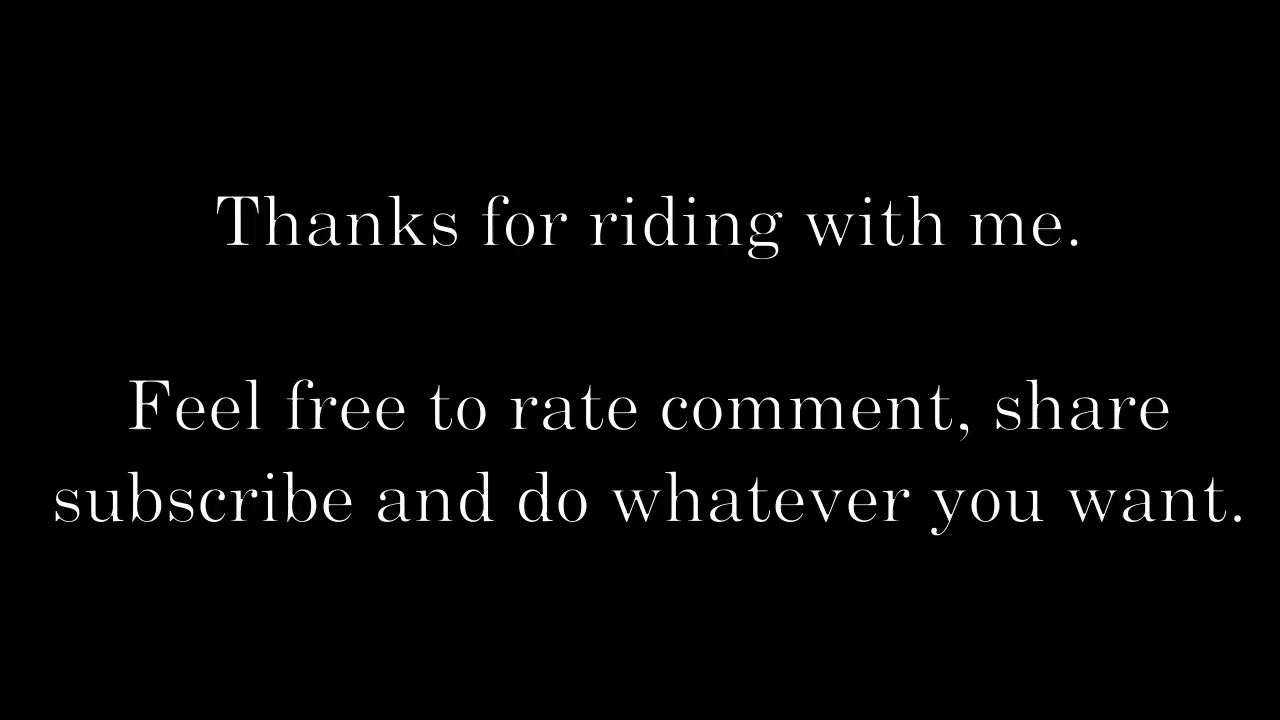 Thanks for riding with me.
Feel free to rate comment, share
subscribe and do whatever you want.